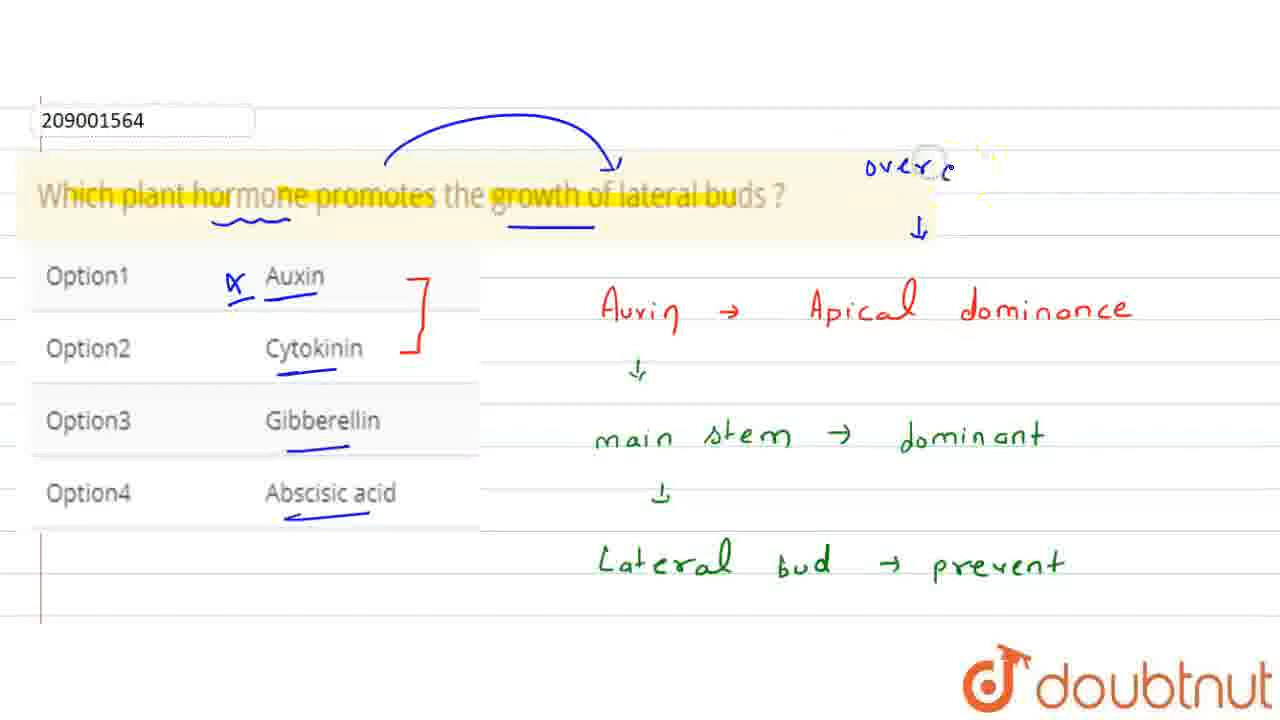 209001564
Which plant hormone promotes the growth of lateral buds ?
over c
Option1 Auxin
Option2 Cytokinin
Option3 Gibberellin
Option4 Abscisic acid
Auxin → Apical dominance
↓
main stem → dominant
↓
Lateral bud → prevent
doubtnut